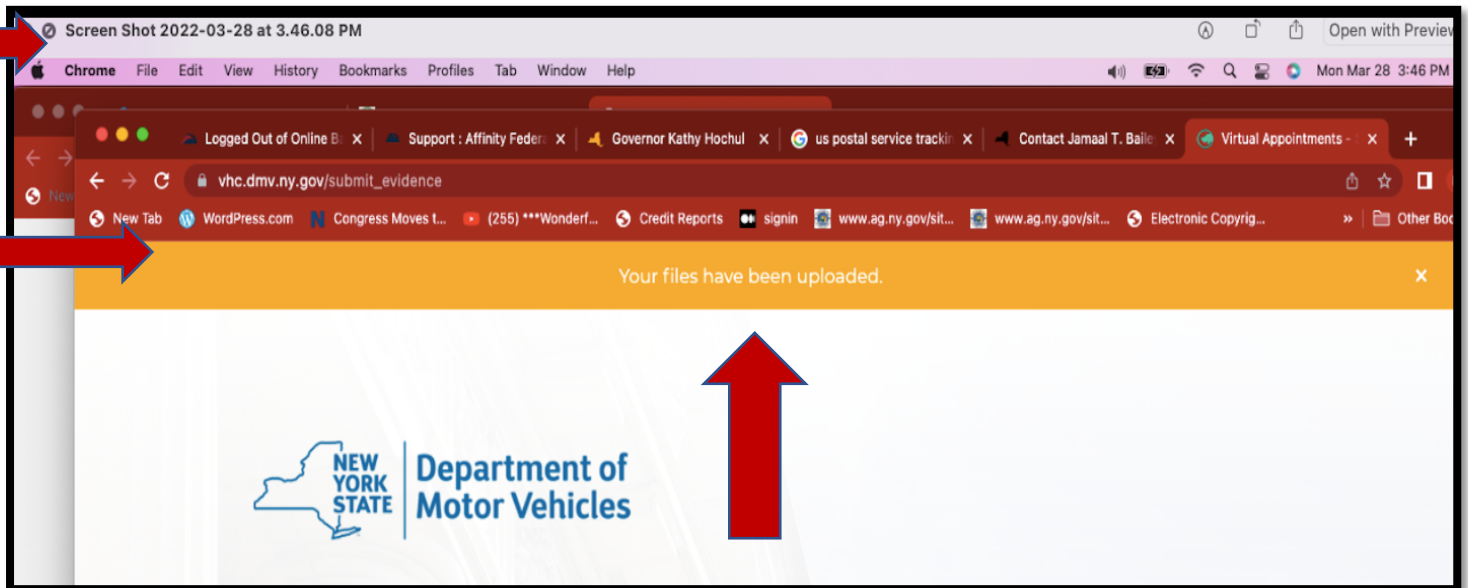 Screen Shot 2022-03-28 at 3.46.08 PM Open with Preview
Chrome File Edit View History Bookmarks Profiles Tab Window Help Mon Mar 28 3:46 PM
Logged Out of Online Ba Support : Affinity Federa Governor Kathy Hochul us postal service trackin Contact Jamaal T. Baile Virtual Appointments - S
vhc.dmv.ny.gov/submit_evidence
New
New Tab WordPress.com Congress Moves t... (255) ***Wonderf... Credit Reports signin www.ag.ny.gov/sit... www.ag.ny.gov/sit... Electronic Copyrig... » Other Boo
Your files have been uploaded.
NEW
YORK
STATE
Department of
Motor Vehicles